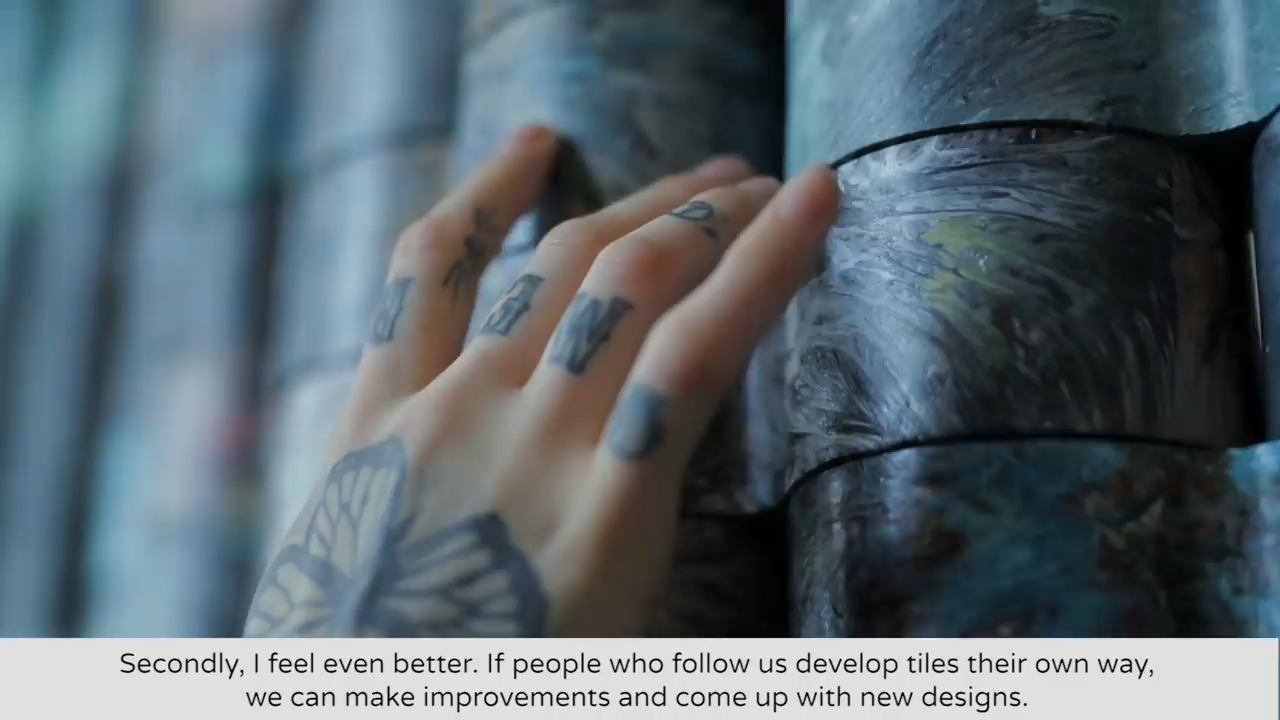 Secondly, I feel even better. If people who follow us develop tiles their own way,
we can make improvements and come up with new designs.